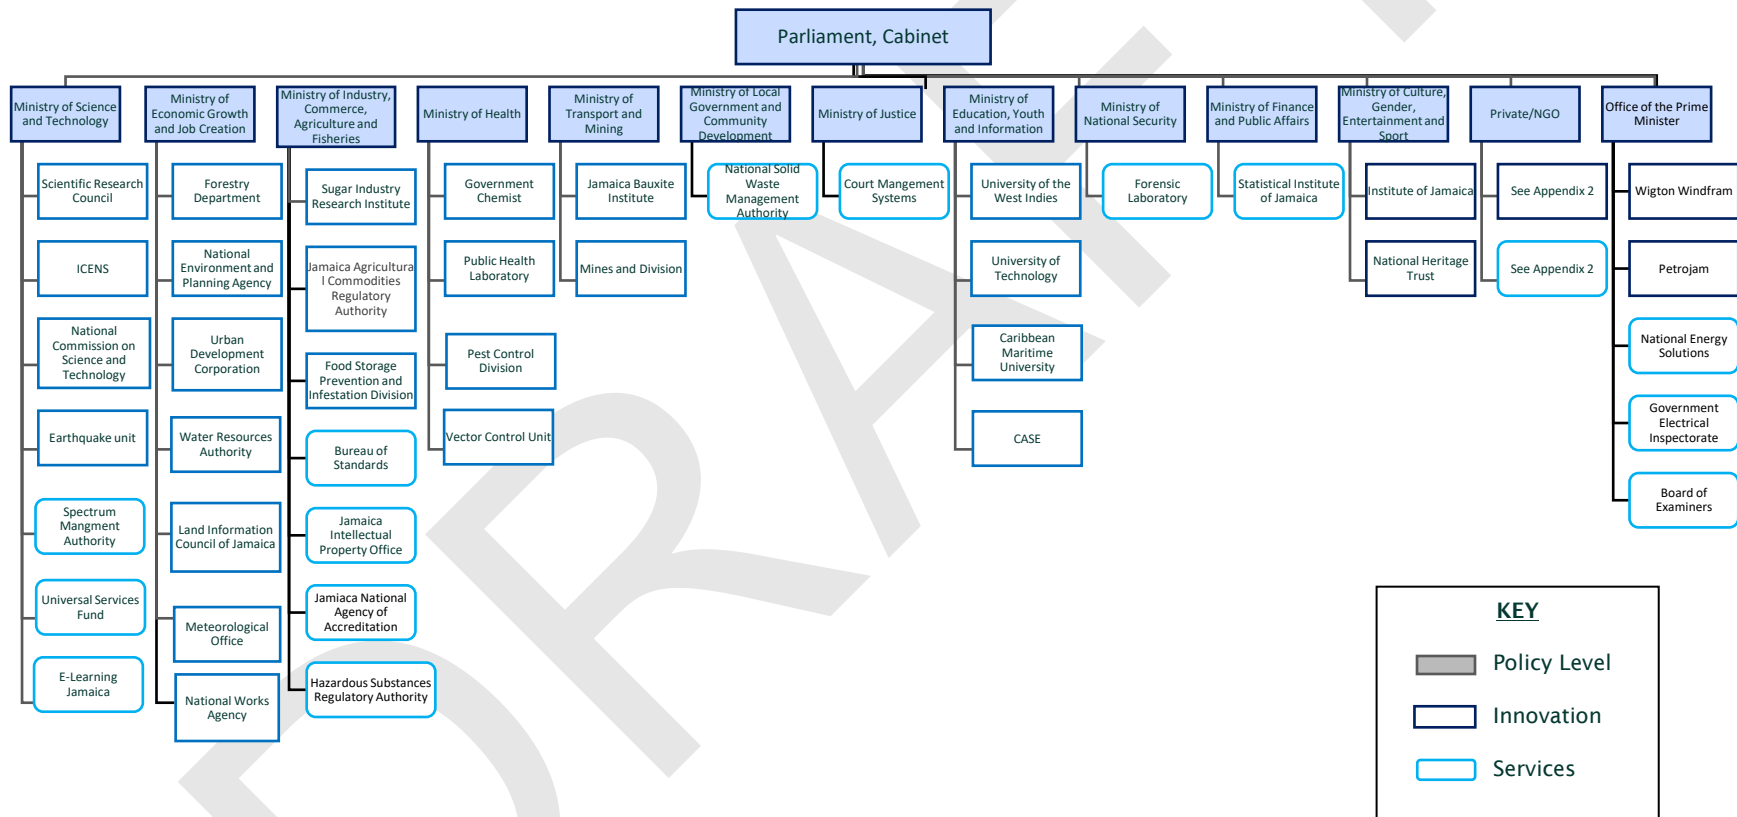 Parliament, Cabinet
Ministry of Science
and Technology
Ministry of
Economic Growth
and Job Creation
Ministry of Industry,
Commerce,
Agriculture and
Fisheries
Ministry of Health
Ministry of
Transport and
Mining
Ministry of Local
Government and
Community
Development
Ministry of Justice
Ministry of
Education, Youth
and Information
Ministry of
National Security
Ministry of Finance
and Public Affairs
Ministry of Culture,
Gender,
Entertainment and
Sport
Private/NGO
Office of the Prime
Minister
Scientific Research
Council
ICENS
National
Commission on
Science and
Technology
Earthquake unit
Spectrum
Mangment
Authority
Universal Services
Fund
E-Learning
Jamaica
Forestry
Department
National
Environment and
Planning Agency
Urban
Development
Corporation
Water Resources
Authority
Land Information
Council of Jamaica
Meteorological
Office
National Works
Agency
Sugar Industry
Research Institute
Jamaica Agricultura
l Commodities
Regulatory
Authority
Food Storage
Prevention and
Infestation Division
Bureau of
Standards
Jamaica
Intellectual
Property Office
Jamiaca National
Agency of
Accreditation
Hazardous Substances
Regulatory Authority
Government
Chemist
Public Health
Laboratory
Pest Control
Division
Vector Control Unit
Jamaica Bauxite
Institute
Mines and Division
National Solid
Waste
Management
Authority
Court Mangement
Systems
University of the
West Indies
University of
Technology
Caribbean
Maritime
University
CASE
Forensic
Laboratory
Statistical Institute
of Jamaica
Institute of Jamaica
National Heritage
Trust
See Appendix 2
See Appendix 2
Wigton Windfram
Petrojam
National Energy
Solutions
Government
Electrical
Inspectorate
Board of
Examiners
KEY
Policy Level
Innovation
Services
DRAFT